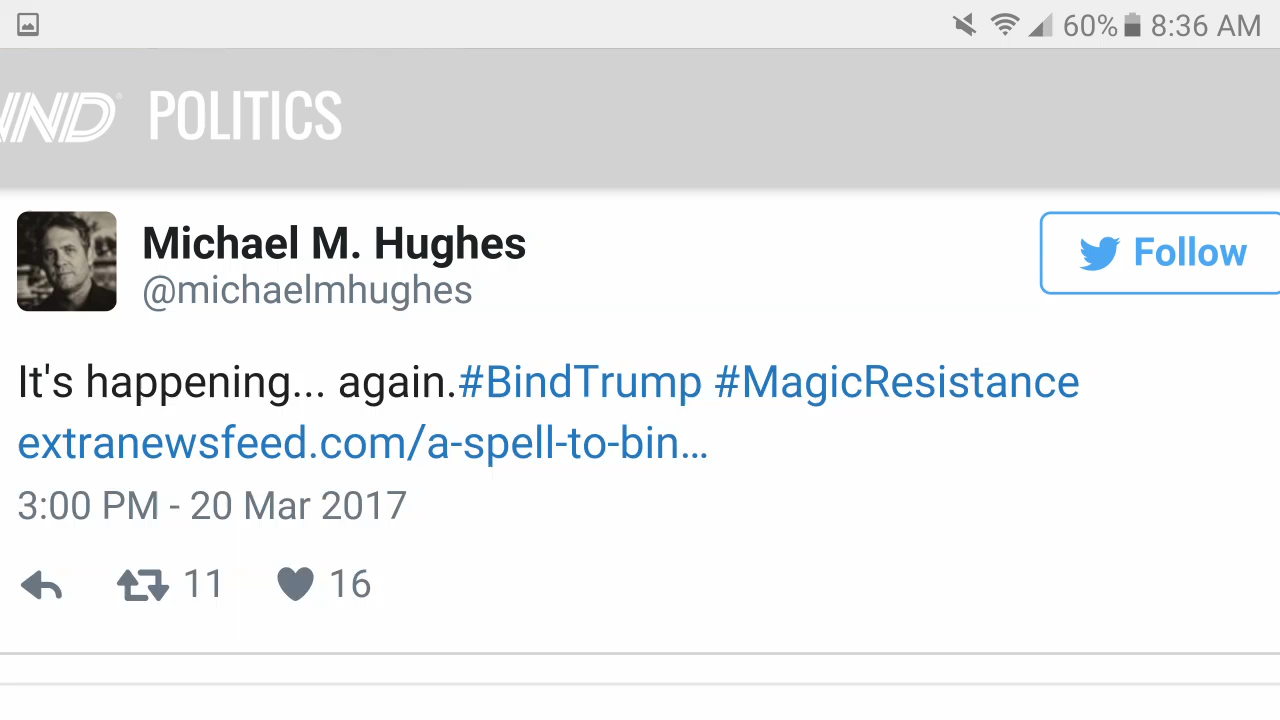 60% 8:36 AM
POLITICS
Michael M. Hughes
@michaelmhughes
Follow
It's happening... again.#BindTrump #MagicResistance
extranewsfeed.com/a-spell-to-bin…
3:00 PM - 20 Mar 2017
11 16